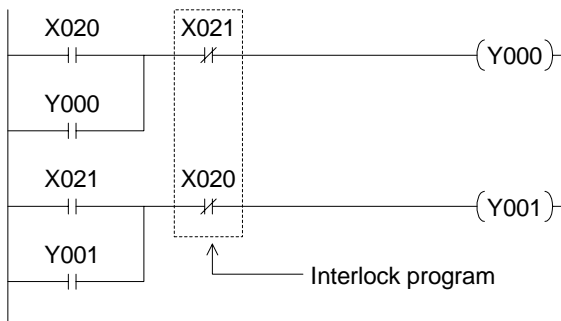 X020 X021
(Y000)
Y000
X021 X020
(Y001)
Y001
Interlock program